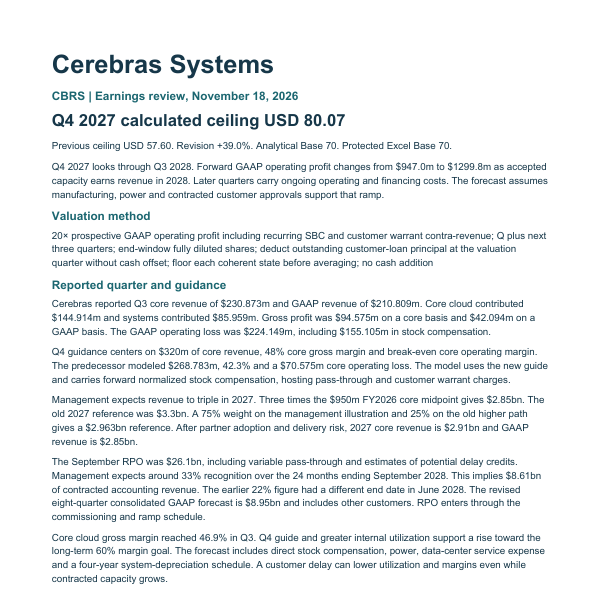 Cerebras Systems
CBRS | Earnings review, November 18, 2026
Q4 2027 calculated ceiling USD 80.07
Previous ceiling USD 57.60. Revision +39.0%. Analytical Base 70. Protected Excel Base 70.
Q4 2027 looks through Q3 2028. Forward GAAP operating profit changes from $947.0m to $1299.8m as accepted
capacity earns revenue in 2028. Later quarters carry ongoing operating and financing costs. The forecast assumes
manufacturing, power and contracted customer approvals support that ramp.
Valuation method
20× prospective GAAP operating profit including recurring SBC and customer warrant contra-revenue; Q plus next
three quarters; end-window fully diluted shares; deduct outstanding customer-loan principal at the valuation
quarter without cash offset; floor each coherent state before averaging; no cash addition
Reported quarter and guidance
Cerebras reported Q3 core revenue of $230.873m and GAAP revenue of $210.809m. Core cloud contributed
$144.914m and systems contributed $85.959m. Gross profit was $94.575m on a core basis and $42.094m on a
GAAP basis. The GAAP operating loss was $224.149m, including $155.105m in stock compensation.
Q4 guidance centers on $320m of core revenue, 48% core gross margin and break-even core operating margin.
The predecessor modeled $268.783m, 42.3% and a $70.575m core operating loss. The model uses the new guide
and carries forward normalized stock compensation, hosting pass-through and customer warrant charges.
Management expects revenue to triple in 2027. Three times the $950m FY2026 core midpoint gives $2.85bn. The
old 2027 reference was $3.3bn. A 75% weight on the management illustration and 25% on the old higher path
gives a $2.963bn reference. After partner adoption and delivery risk, 2027 core revenue is $2.91bn and GAAP
revenue is $2.85bn.
The September RPO was $26.1bn, including variable pass-through and estimates of potential delay credits.
Management expects around 33% recognition over the 24 months ending September 2028. This implies $8.61bn
of contracted accounting revenue. The earlier 22% figure had a different end date in June 2028. The revised
eight-quarter consolidated GAAP forecast is $8.95bn and includes other customers. RPO enters through the
commissioning and ramp schedule.
Core cloud gross margin reached 46.9% in Q3. Q4 guide and greater internal utilization support a rise toward the
long-term 60% margin goal. The forecast includes direct stock compensation, power, data-center service expense
and a four-year system-depreciation schedule. A customer delay can lower utilization and margins even while
contracted capacity grows.